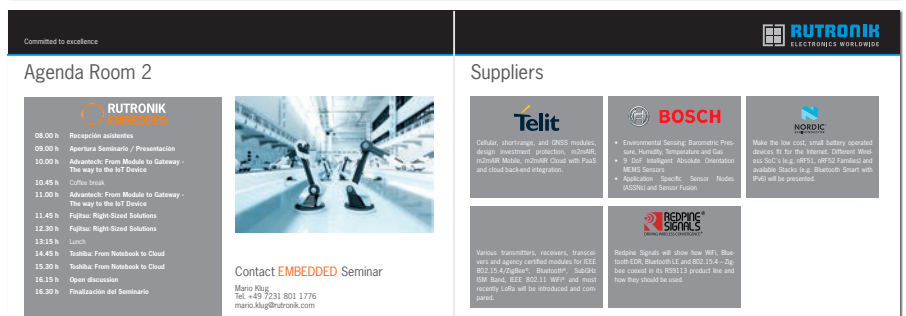 Committed to excellence
RUTRONIK
ELECTRONICS WORLDWIDE
Agenda Room 2
RUTRONIK
EMBEDDED
08.00 h Recepción asistentes
09.00 h Apertura Seminario / Presentación
10.00 h Advantech: From Module to Gateway -
The way to the IoT Device
10.45 h Coffee break
11.00 h Advantech: From Module to Gateway -
The way to the IoT Device
11.45 h Fujitsu: Right-Sized Solutions
12.30 h Fujitsu: Right-Sized Solutions
13:15 h Lunch
14.45 h Toshiba: From Notebook to Cloud
15.30 h Toshiba: From Notebook to Cloud
16.15 h Open discussion
16.30 h Finalización del Seminario
Contact EMBEDDED Seminar
Mario Klug
Tel. +49 7231 801 1776
mario.klug@rutronik.com
Suppliers
Telit
Cellular, short-range, and GNSS modules,
design investment protection, m2mAIR,
m2mAIR Mobile, m2mAIR Cloud with PaaS
and cloud back-end integration.
BOSCH
• Environmental Sensing: Barometric Pres-
sure, Humidity, Temperature and Gas
• 9 DoF Intelligent Absolute Orientation
MEMS Sensors
• Application Specific Sensor Nodes
(ASSNs) and Sensor Fusion
NORDIC
SEMICONDUCTOR
Make the low cost, small battery operated
devices fit for the Internet. Different Wirel-
ess SoC´s (e.g. nRF51, nRF52 Families) and
available Stacks (e.g. Bluetooth Smart with
IPv6) will be presented.
Various transmitters, receivers, transcei-
vers and agency certified modules for IEEE
802.15.4/ZigBee®, Bluetooth®, SubGHz
ISM Band, IEEE 802.11 WiFi® and most
recently LoRa will be introduced and com-
pared.
REDPINE®
SIGNALS
DRIVING WIRELESS CONVERGENCE™
Redpine Signals will show how WiFi, Blue-
tooth EDR, Bluetooth LE and 802.15.4 – Zig-
bee coexist in its RS9113 product line and
how they should be used.